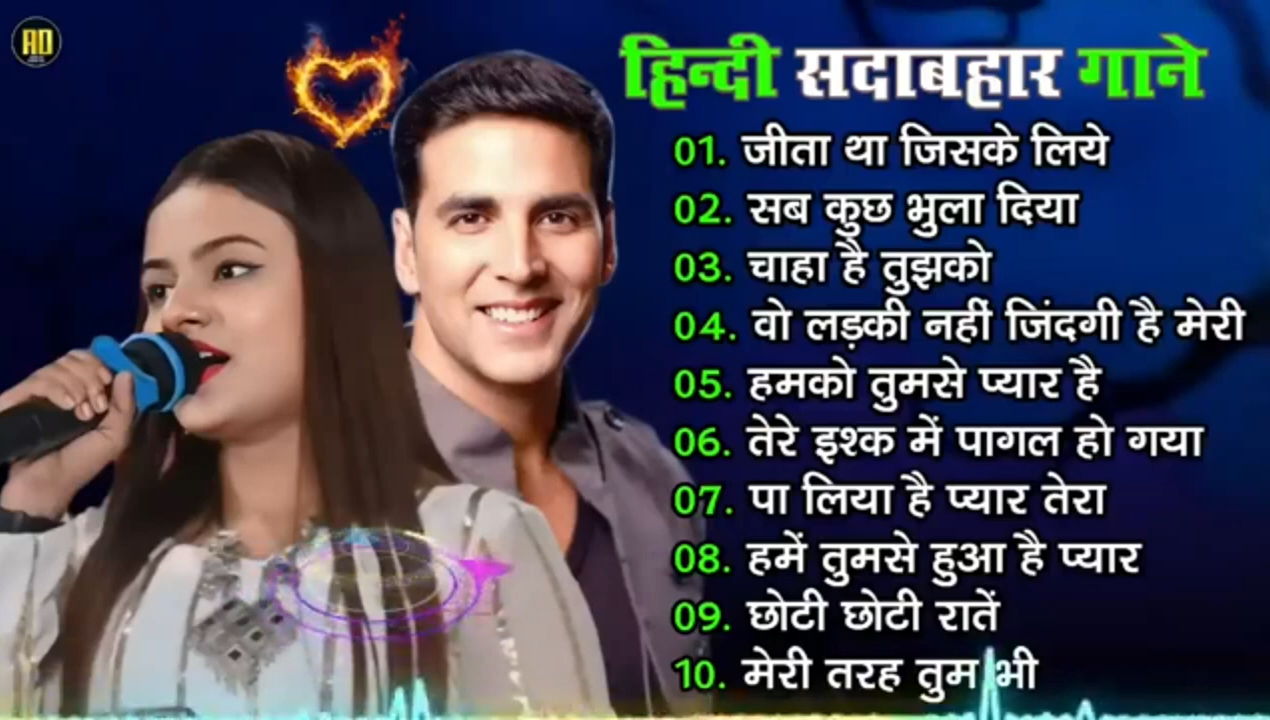 AD
हिन्दी सदाबहार गाने
01. जीता था जिसके लिये
02. सब कुछ भुला दिया
03. चाहा है तुझको
04. वो लड़की नहीं जिंदगी है मेरी
05. हमको तुमसे प्यार है
06. तेरे इश्क में पागल हो गया
07. पा लिया है प्यार तेरा
08. हमें तुमसे हुआ है प्यार
09. छोटी छोटी रातें
10. मेरी तरह तुम भी